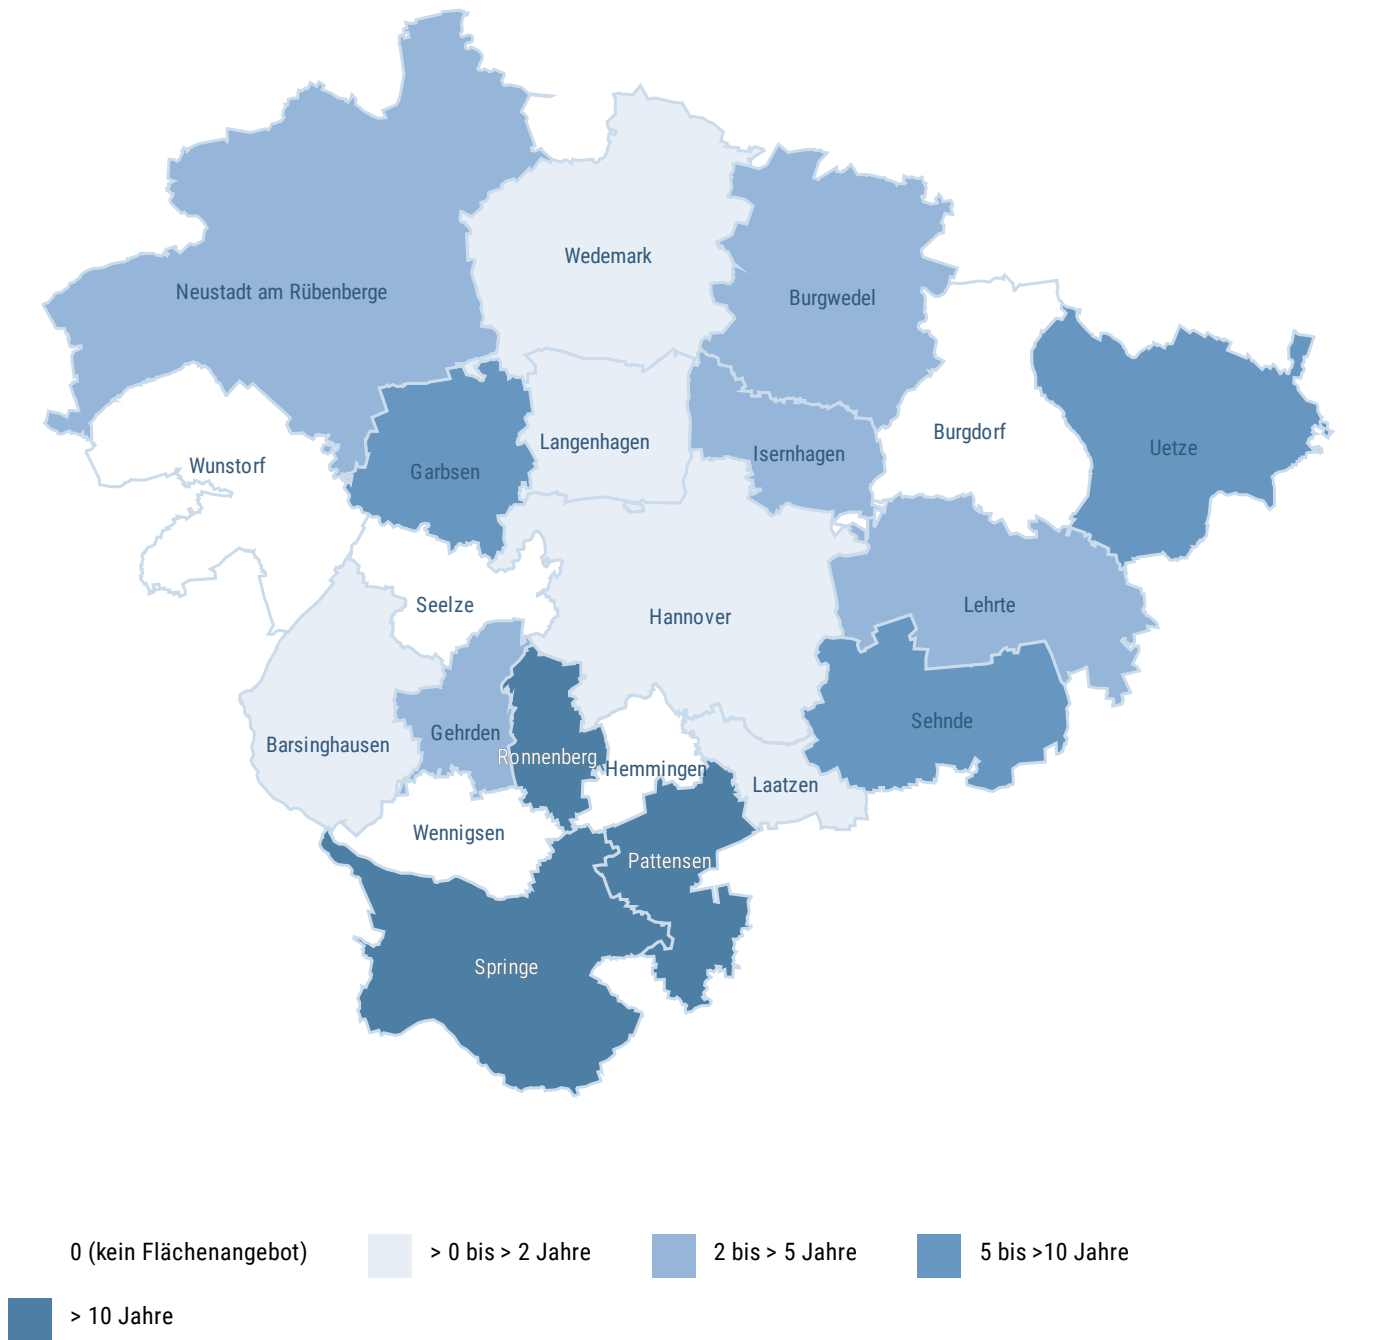 Wedemark
Neustadt am Rübenberge
Burgwedel
Burgdorf
Langenhagen
Uetze
Isernhagen
Wunstorf
Garbsen
Seelze
Lehrte
Hannover
Sehnde
Gehrden
Barsinghausen
Ronnenberg
Hemmingen
Laatzen
Wennigsen
Pattensen
Springe
0 (kein Flächenangebot)
> 0 bis > 2 Jahre
2 bis > 5 Jahre
5 bis >10 Jahre
> 10 Jahre